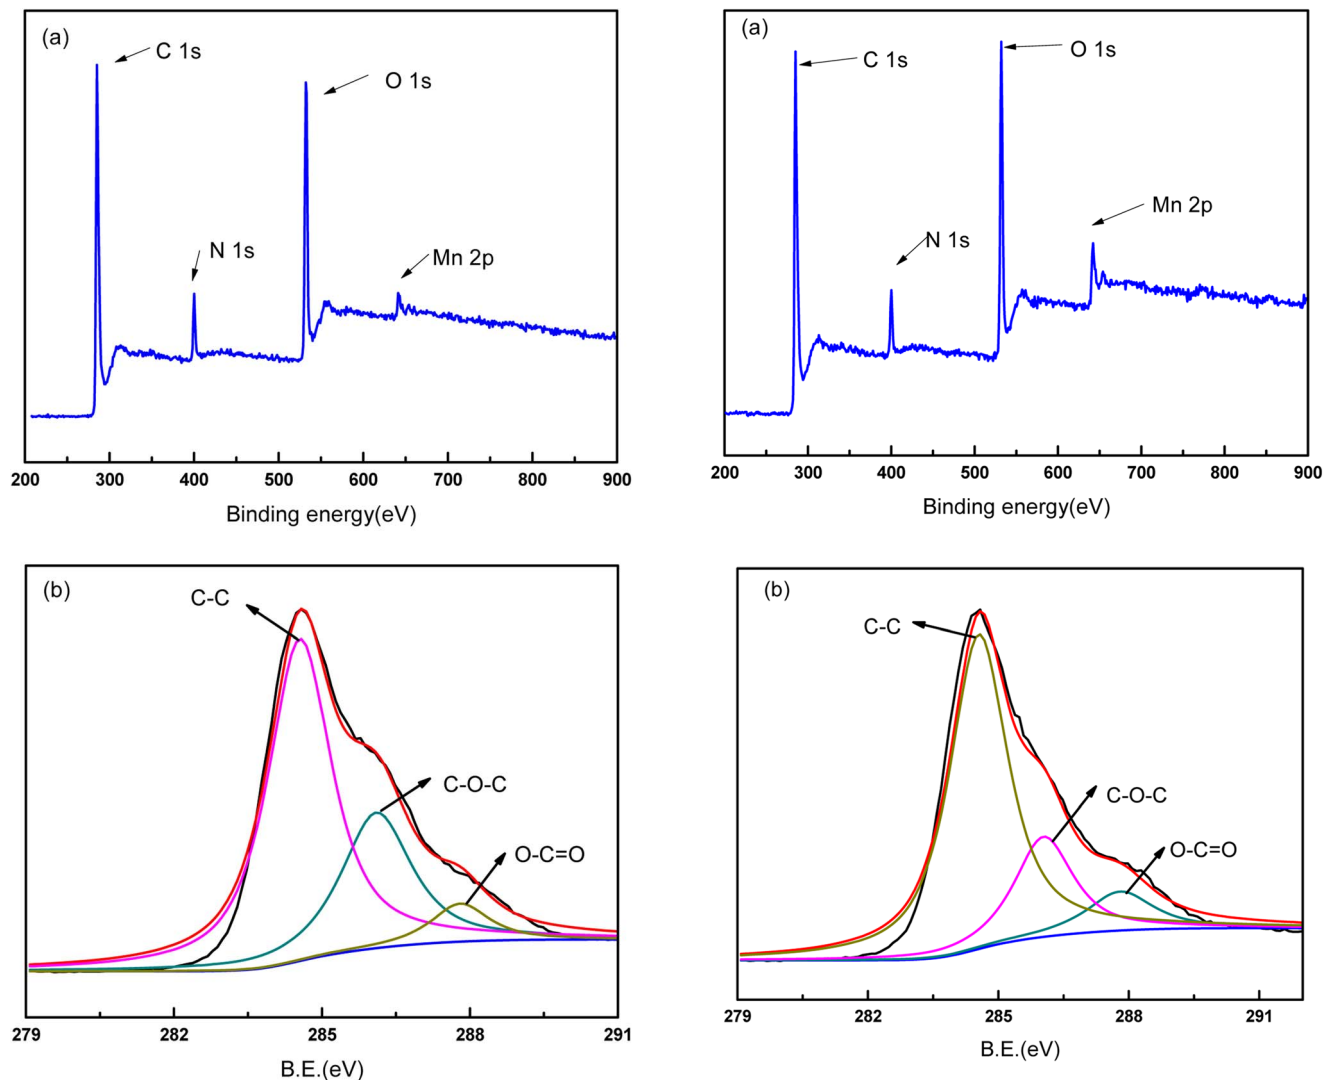 (a)
C 1s
O 1s
N 1s
Mn 2p
200 300 400 500 600 700 800 900
Binding energy(eV)
(a)
O 1s
C 1s
Mn 2p
N 1s
200 300 400 500 600 700 800 900
Binding energy(eV)
(b)
C-C
C-O-C
O-C=O
279 282 285 288 291
B.E.(eV)
(b)
C-C
C-O-C
O-C=O
279 282 285 288 291
B.E.(eV)